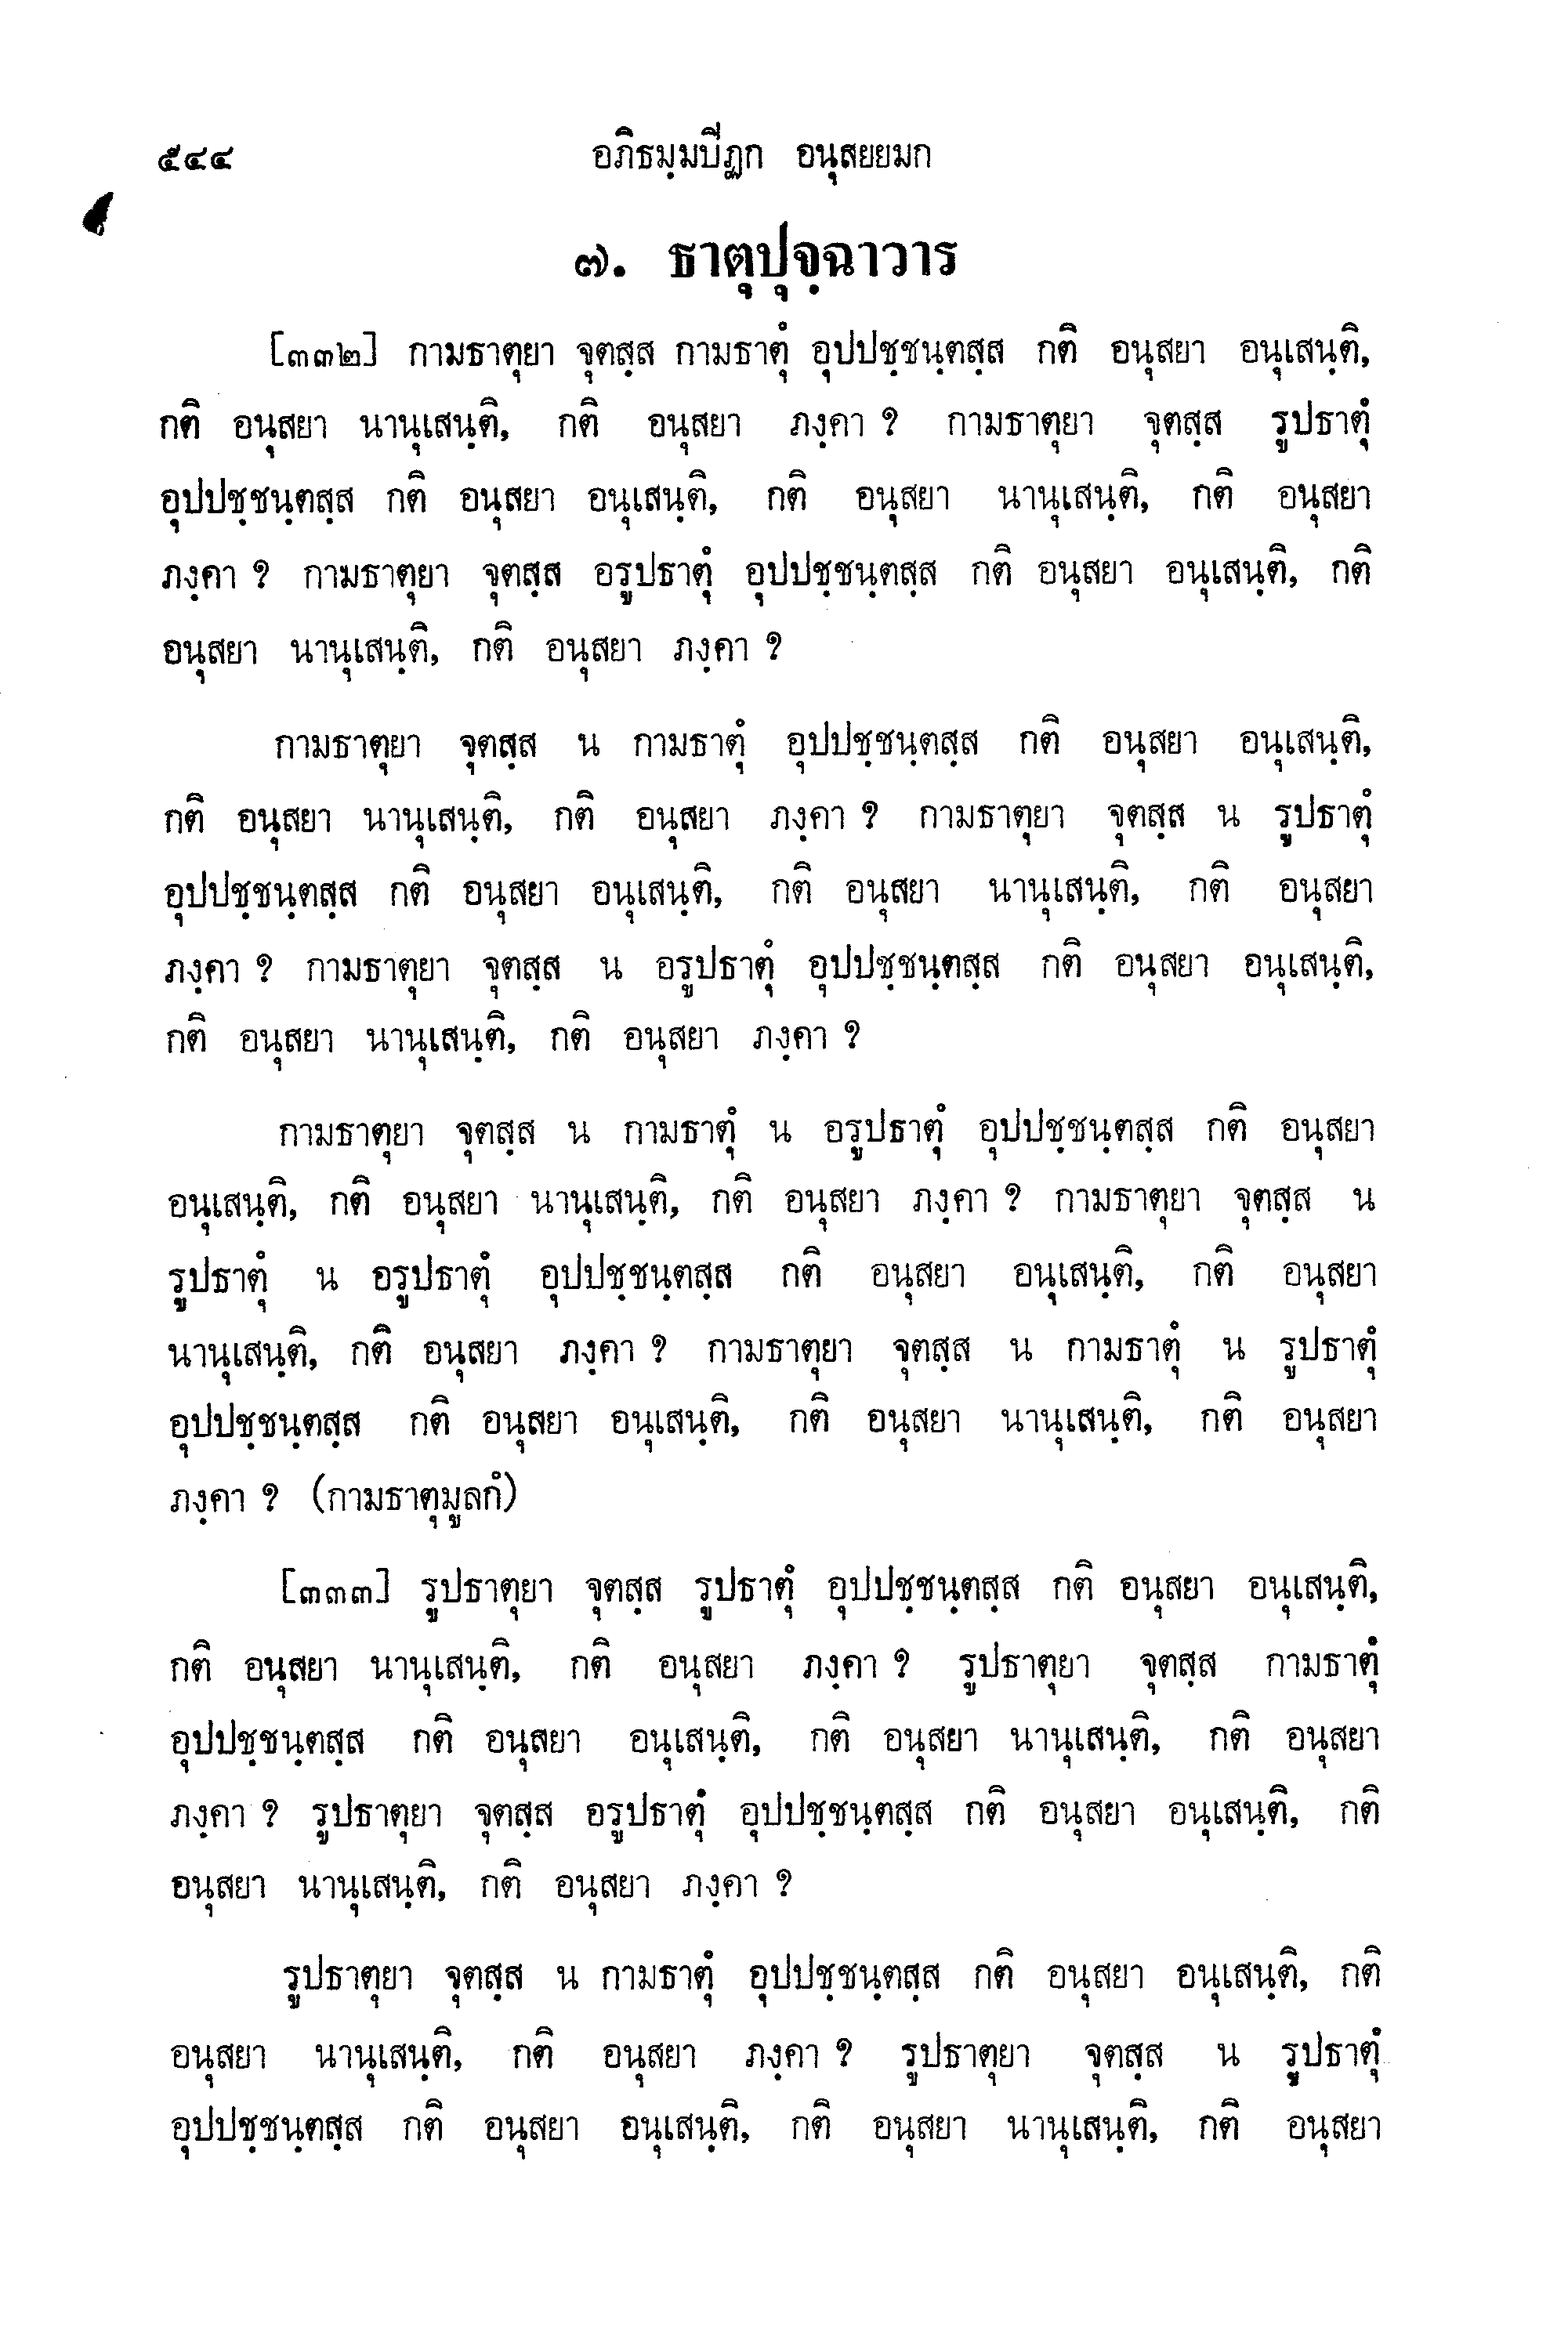 ๕๔๔ อภิธมฺมปีฏก อนุสยยมก
๗. ธาตุปุจฺฉาวาร
[๓๓๒] กามธาตุยา จุตสฺส กามธาตุํ อุปปชฺชนฺตสฺส กติ อนุสยา อนุเสนฺติ,
กติ อนุสยา นานุเสนฺติ, กติ อนุสยา ภงฺคา ? กามธาตุยา จุตสฺส รูปธาตุํ
อุปปชฺชนฺตสฺส กติ อนุสยา อนุเสนฺติ, กติ อนุสยา นานุเสนฺติ, กติ อนุสยา
ภงฺคา ? กามธาตุยา จุตสฺส อรูปธาตุํ อุปปชฺชนฺตสฺส กติ อนุสยา อนุเสนฺติ, กติ
อนุสยา นานุเสนฺติ, กติ อนุสยา ภงฺคา ?
กามธาตุยา จุตสฺส น กามธาตุํ อุปปชฺชนฺตสฺส กติ อนุสยา อนุเสนฺติ,
กติ อนุสยา นานุเสนฺติ, กติ อนุสยา ภงฺคา ? กามธาตุยา จุตสฺส น รูปธาตุํ
อุปปชฺชนฺตสฺส กติ อนุสยา อนุเสนฺติ, กติ อนุสยา นานุเสนฺติ, กติ อนุสยา
ภงฺคา ? กามธาตุยา จุตสฺส น อรูปธาตุํ อุปปชฺชนฺตสฺส กติ อนุสยา อนุเสนฺติ,
กติ อนุสยา นานุเสนฺติ, กติ อนุสยา ภงฺคา ?
กามธาตุยา จุตสฺส น กามธาตุํ น อรูปธาตุํ อุปปชฺชนฺตสฺส กติ อนุสยา
อนุเสนฺติ, กติ อนุสยา นานุเสนฺติ, กติ อนุสยา ภงฺคา ? กามธาตุยา จุตสฺส น
รูปธาตุํ น อรูปธาตุํ อุปปชฺชนฺตสฺส กติ อนุสยา อนุเสนฺติ, กติ อนุสยา
นานุเสนฺติ, กติ อนุสยา ภงฺคา ? กามธาตุยา จุตสฺส น กามธาตุํ น รูปธาตุํ
อุปปชฺชนฺตสฺส กติ อนุสยา อนุเสนฺติ, กติ อนุสยา นานุเสนฺติ, กติ อนุสยา
ภงฺคา ? (กามธาตุมูลกํ)
[๓๓๓] รูปธาตุยา จุตสฺส รูปธาตุํ อุปปชฺชนฺตสฺส กติ อนุสยา อนุเสนฺติ,
กติ อนุสยา นานุเสนฺติ, กติ อนุสยา ภงฺคา ? รูปธาตุยา จุตสฺส กามธาตุํ
อุปปชฺชนฺตสฺส กติ อนุสยา อนุเสนฺติ, กติ อนุสยา นานุเสนฺติ, กติ อนุสยา
ภงฺคา ? รูปธาตุยา จุตสฺส อรูปธาตุํ อุปปชฺชนฺตสฺส กติ อนุสยา อนุเสนฺติ, กติ
อนุสยา นานุเสนฺติ, กติ อนุสยา ภงฺคา ?
รูปธาตุยา จุตสฺส น กามธาตุํ อุปปชฺชนฺตสฺส กติ อนุสยา อนุเสนฺติ, กติ
อนุสยา นานุเสนฺติ, กติ อนุสยา ภงฺคา ? รูปธาตุยา จุตสฺส น รูปธาตุํ
อุปปชฺชนฺตสฺส กติ อนุสยา อนุเสนฺติ, กติ อนุสยา นานุเสนฺติ, กติ อนุสยา